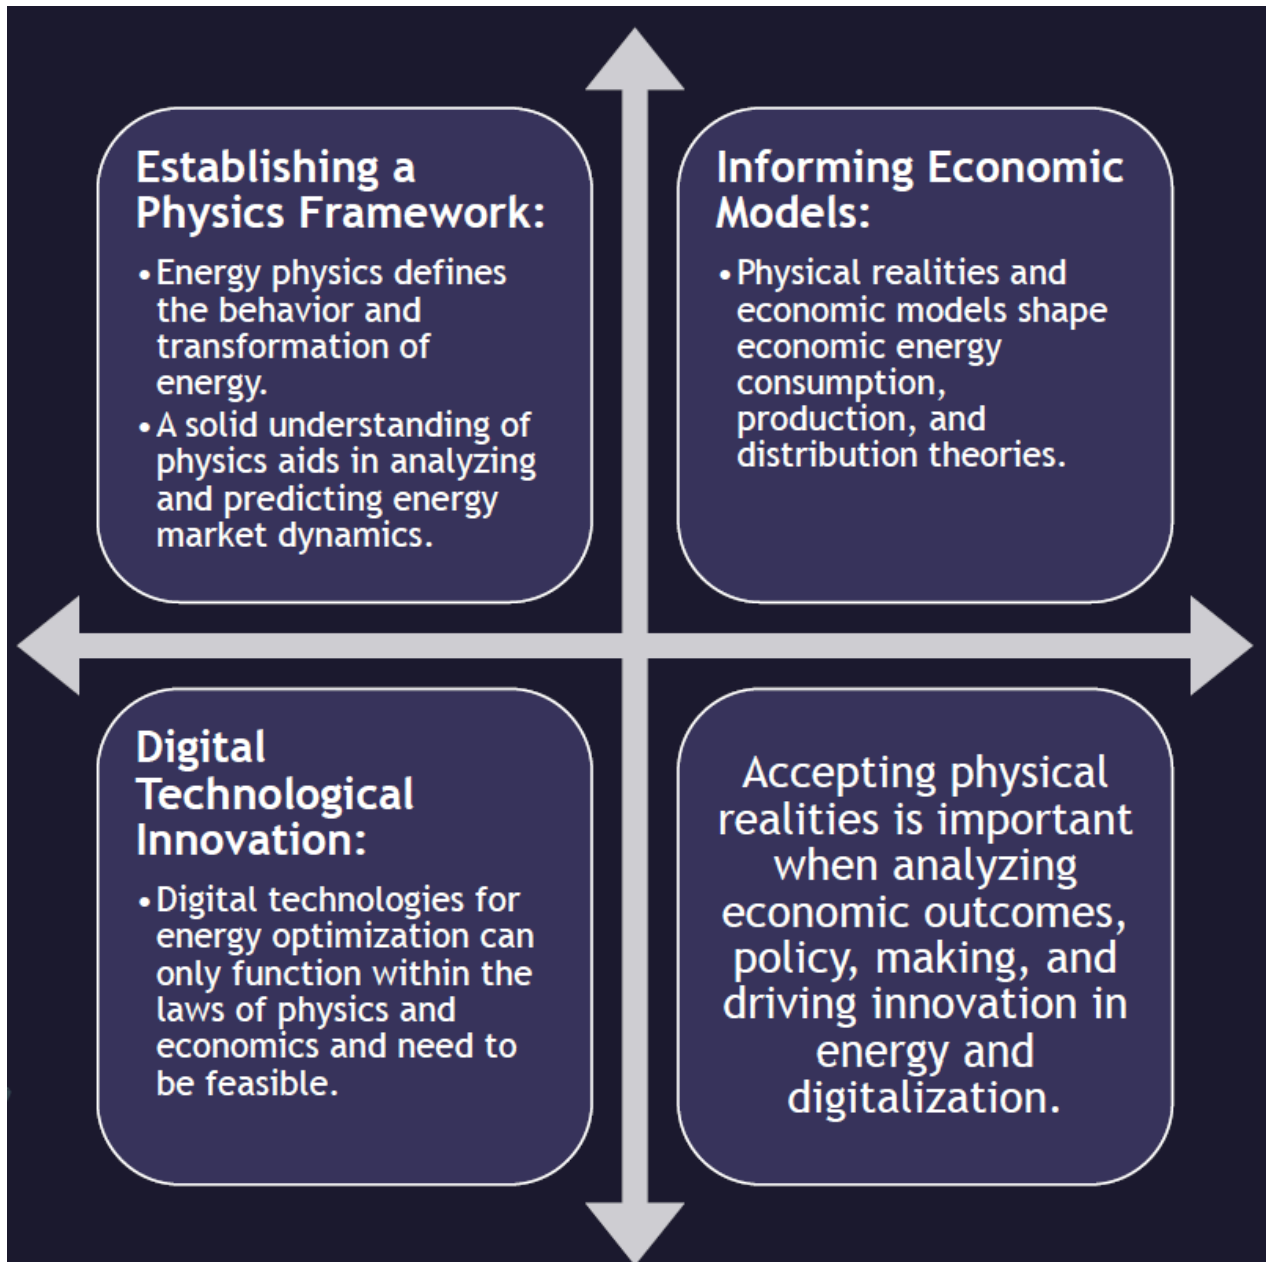 Establishing a
Physics Framework:
•Energy physics defines
the behavior and
transformation of
energy.
•A solid understanding of
physics aids in analyzing
and predicting energy
market dynamics.
Informing Economic
Models:
•Physical realities and
economic models shape
economic energy
consumption,
production, and
distribution theories.
Digital
Technological
Innovation:
•Digital technologies for
energy optimization can
only function within the
laws of physics and
economics and need to
be feasible.
Accepting physical
realities is important
when analyzing
economic outcomes,
policy, making, and
driving innovation in
energy and
digitalization.